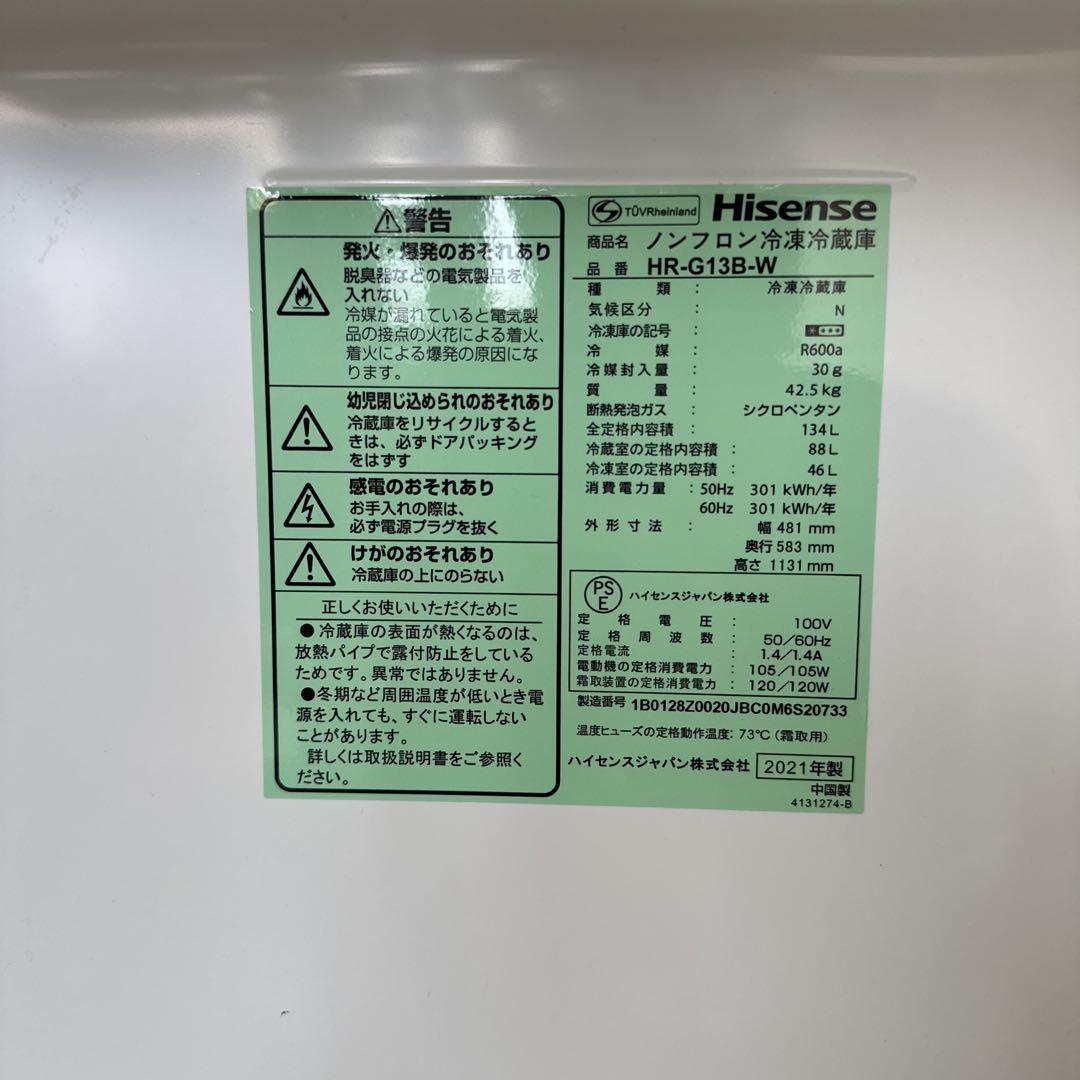 警告
発火・爆発のおそれあり
脱臭器などの電気製品を
入れない
冷媒が漏れていると電気製
品の接点の火花による着火、
着火による爆発の原因にな
ります。
幼児閉じ込められのおそれあり
冷蔵庫をリサイクルすると
きは、必ずドアパッキング
をはずす
感電のおそれあり
お手入れの際は、
必ず電源プラグを抜く
けがのおそれあり
冷蔵庫の上にのらない
正しくお使いいただくために
●冷蔵庫の表面が熱くなるのは、
放熱パイプで露付防止をしている
ためです。異常ではありません。
●冬期など周囲温度が低いとき電
源を入れても、すぐに運転しない
ことがあります。
詳しくは取扱説明書をご参照く
ださい。
TÜVRheinland Hisense
商品名 ノンフロン冷凍冷蔵庫
品番 HR-G13B-W
種類 : 冷凍冷蔵庫
気候区分 : N
冷凍庫の記号 : *•••
冷媒 : R600a
冷媒封入量 : 30g
質量 : 42.5kg
断熱発泡ガス : シクロペンタン
全定格内容積 : 134L
冷蔵室の定格内容積 : 88L
冷凍室の定格内容積 : 46L
消費電力量 : 50Hz 301kWh/年
60Hz 301kWh/年
外形寸法 : 幅 481mm
奥行 583mm
高さ 1131mm
PSE ハイセンスジャパン株式会社
定格電圧 : 100V
定格周波数 : 50/60Hz
定格電流 : 1.4/1.4A
電動機の定格消費電力 : 105/105W
霜取装置の定格消費電力 : 120/120W
製造番号 1B0128Z0020JBC0M6S20733
温度ヒューズの定格動作温度: 73℃ (霜取用)
ハイセンスジャパン株式会社 2021年製
中国製
4131274-B